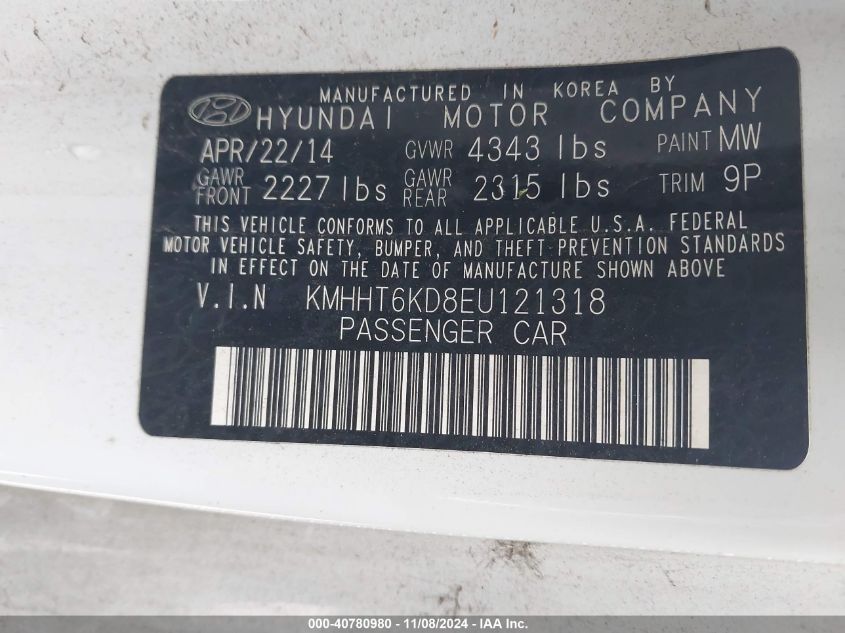 MANUFACTURED IN KOREA BY
HYUNDAI MOTOR COMPANY
APR/22/14 GVWR 4343 lbs PAINT MW
GAWR FRONT 2227 lbs GAWR REAR 2315 lbs TRIM 9P
THIS VEHICLE CONFORMS TO ALL APPLICABLE U.S.A. FEDERAL
MOTOR VEHICLE SAFETY, BUMPER, AND THEFT PREVENTION STANDARDS
IN EFFECT ON THE DATE OF MANUFACTURE SHOWN ABOVE
V.I.N KMHHT6KD8EU121318
PASSENGER CAR
000-40780980 - 11/08/2024 - IAA Inc.